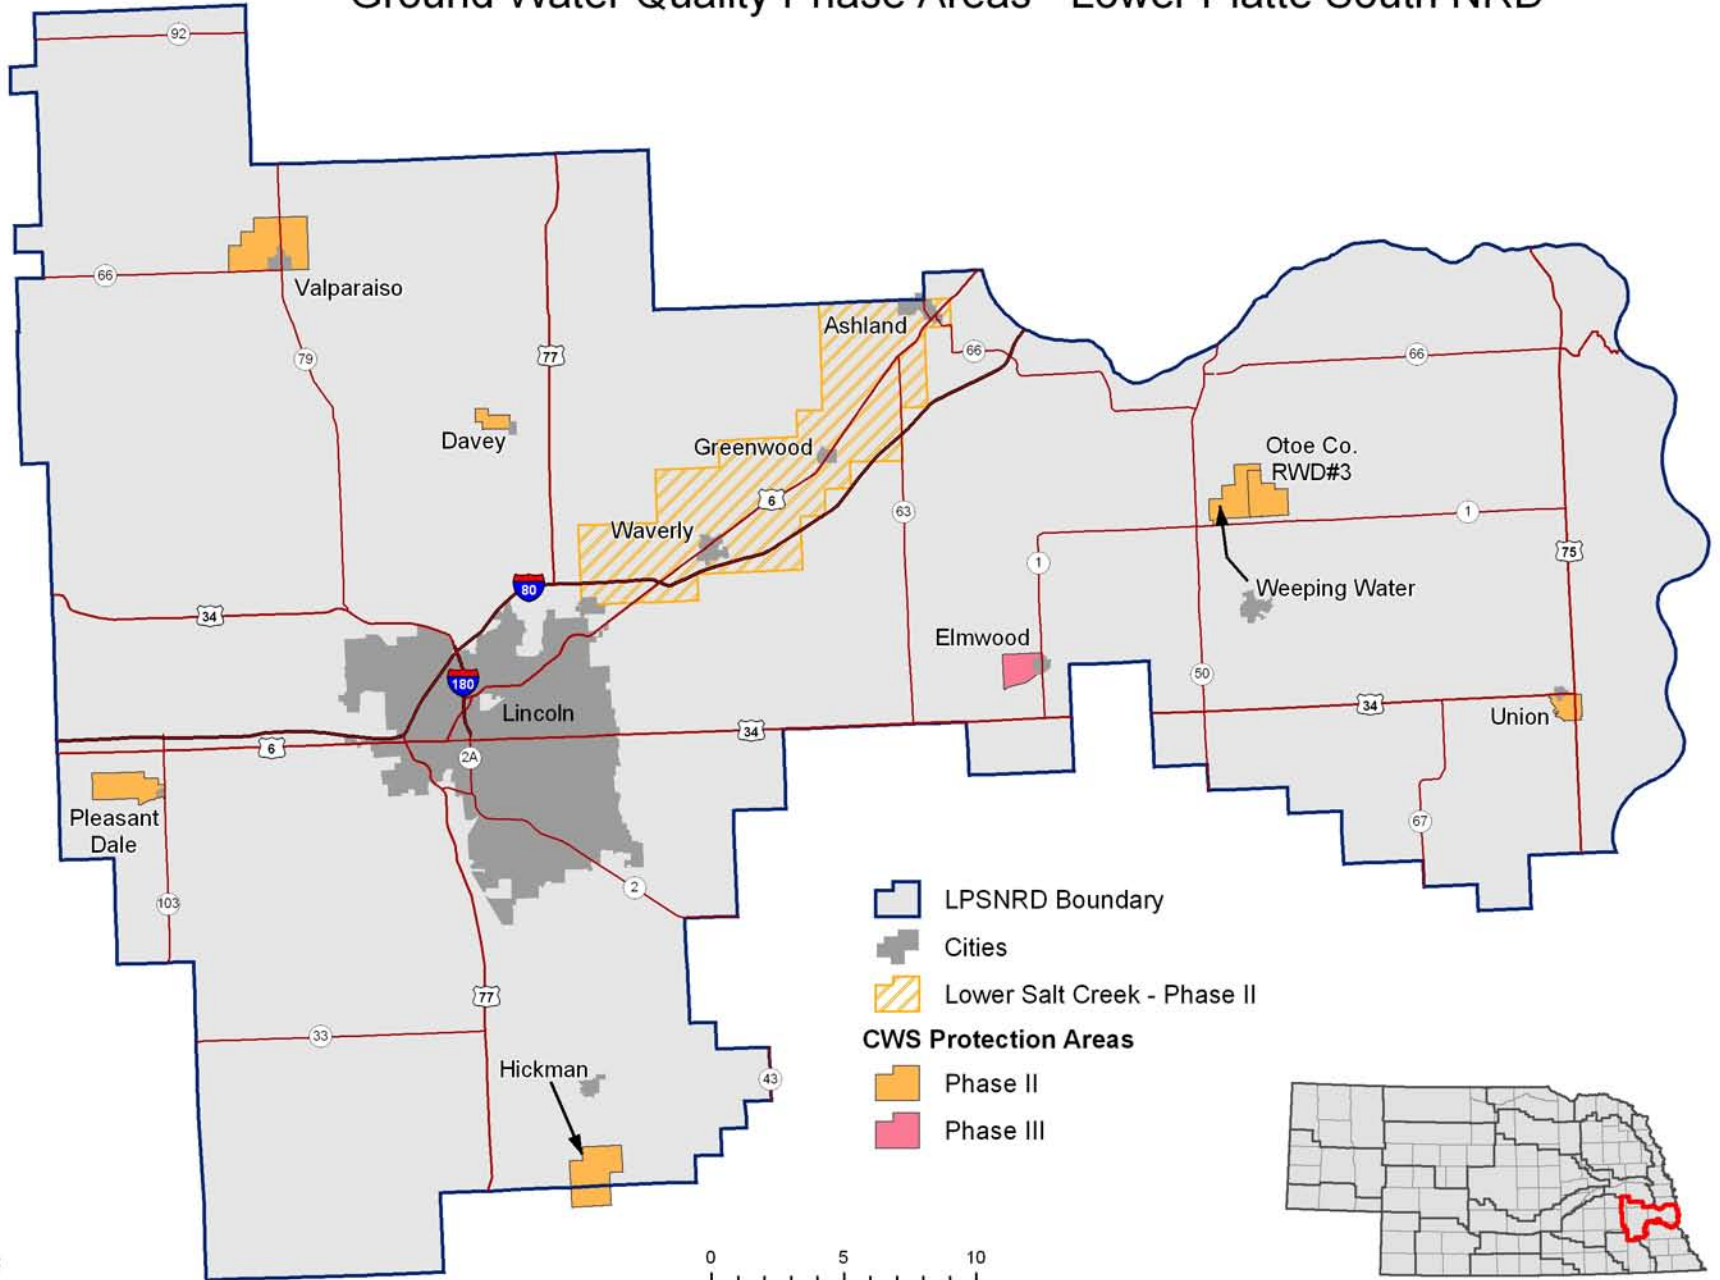 Ground Water Quality Phase Areas - Lower Platte South NRD
92
66
Valparaiso
79
77
Davey
Ashland
66
66
Greenwood
6
Waverly
63
Otoe Co.
RWD#3
1
1
75
Weeping Water
80
34
Elmwood
180
Lincoln
50
34
34
Union
6
2A
Pleasant
Dale
67
2
103
77
33
Hickman
43
LPSNRD Boundary
Cities
Lower Salt Creek - Phase II
CWS Protection Areas
Phase II
Phase III
0 5 10